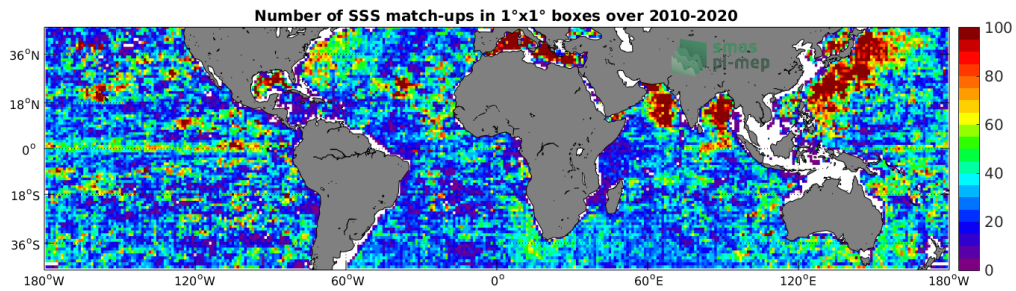 Number of SSS match-ups in 1°x1° boxes over 2010-2020
smos
pi-mep
36°N
18°N
0°
18°S
36°S
180°W
120°W
60°W
0°
60°E
120°E
180°W
100
80
60
40
20
0